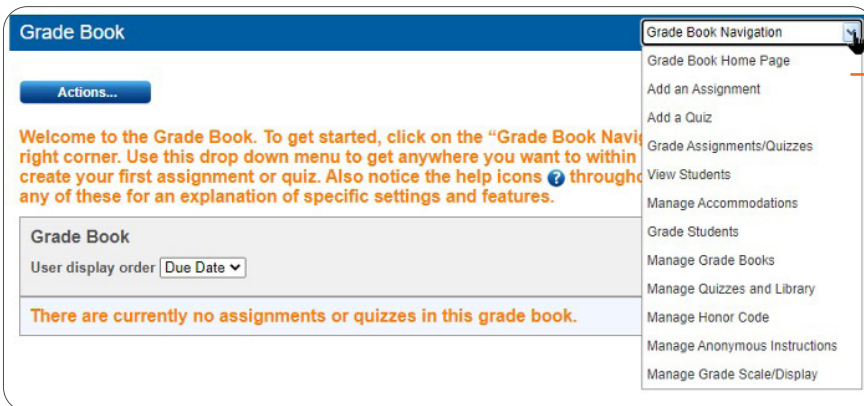 Grade Book
Grade Book Navigation
Grade Book Home Page
Add an Assignment
Add a Quiz
Grade Assignments/Quizzes
View Students
Manage Accommodations
Grade Students
Manage Grade Books
Manage Quizzes and Library
Manage Honor Code
Manage Anonymous Instructions
Manage Grade Scale/Display
Actions...
Welcome to the Grade Book. To get started, click on the “Grade Book
right corner. Use this drop down menu to get anywhere you want to within
create your first assignment or quiz. Also notice the help icons ?
any of these for an explanation of specific settings and features.
Grade Book
User display order Due Date
There are currently no assignments or quizzes in this grade book.